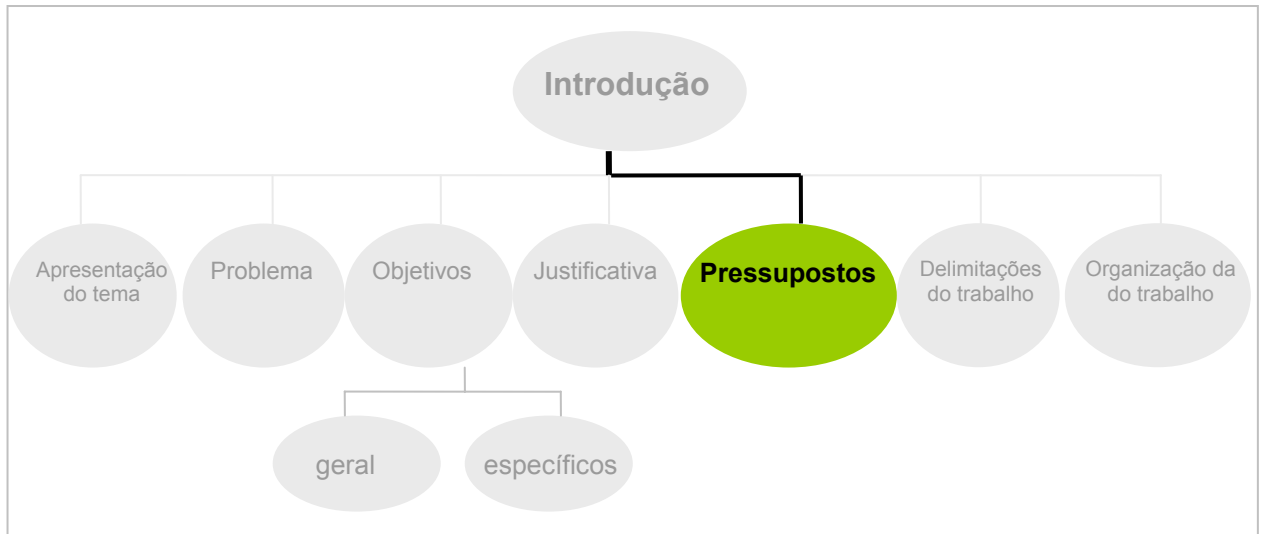 Introdução
Apresentação
do tema
Problema
Objetivos
Justificativa
Pressupostos
Delimitações
do trabalho
Organização da
do trabalho
geral
específicos